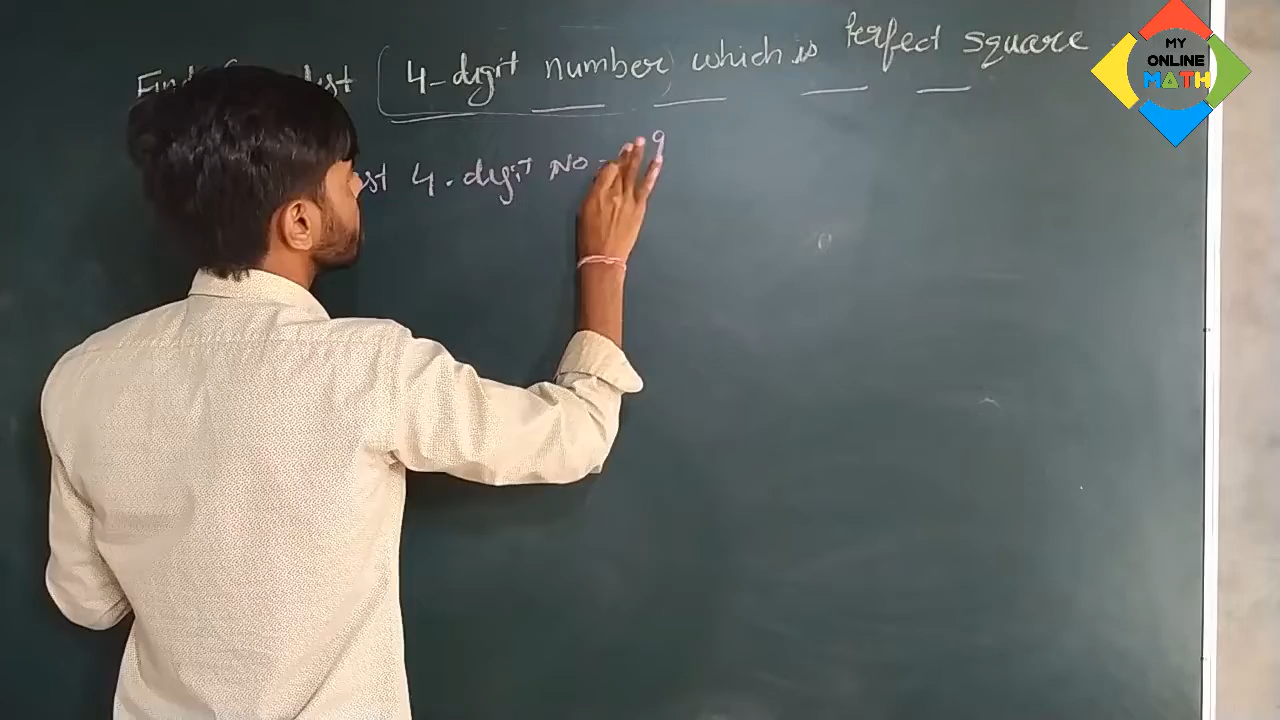 4-digit number which is Perfect square.
4-digit No
MY
ONLINE
MATH